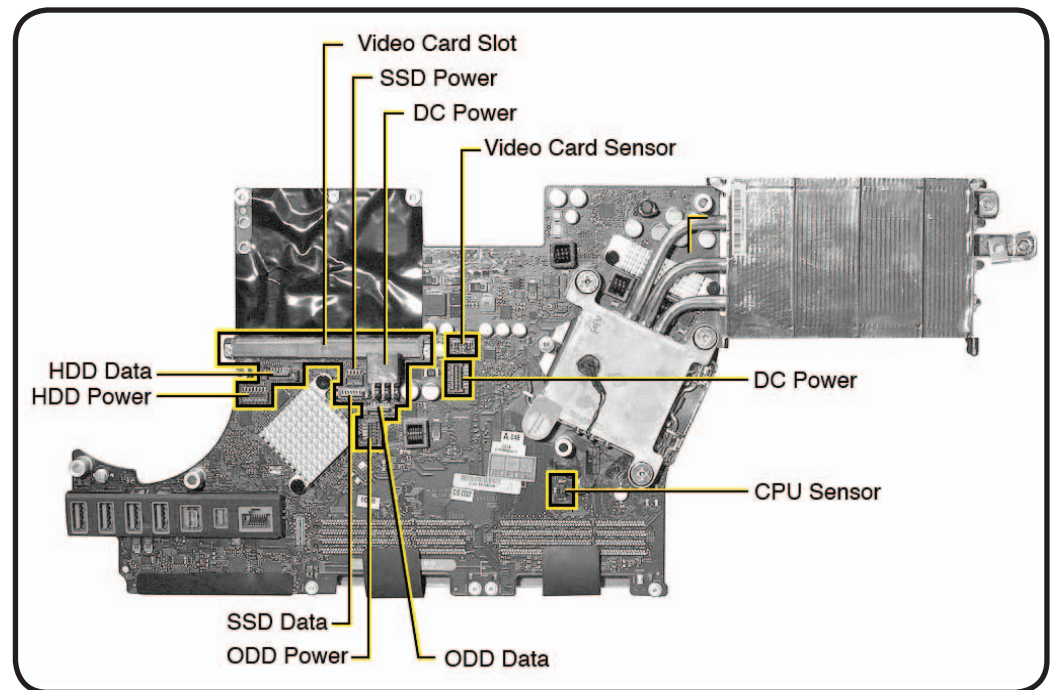 Video Card Slot
SSD Power
DC Power
Video Card Sensor
HDD Data
HDD Power
DC Power
CPU Sensor
SSD Data
ODD Power
ODD Data